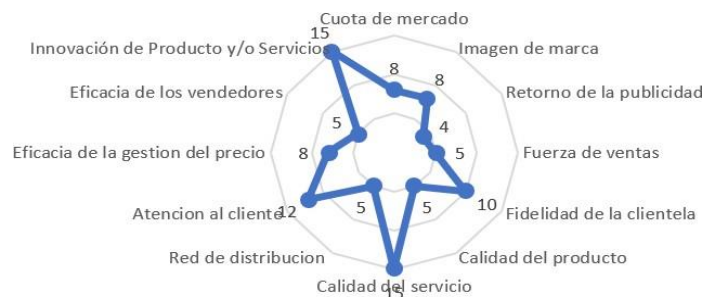 15
Cuota de mercado
Innovación de Producto y/o Servicios
Imagen de marca
8
8
Eficacia de los vendedores
Retorno de la publicidad
5
4
Eficacia de la gestion del precio
8
5
Fuerza de ventas
Atencion al cliente
12
5
5
10
Fidelidad de la clientela
Red de distribucion
Calidad del producto
Calidad del servicio
15